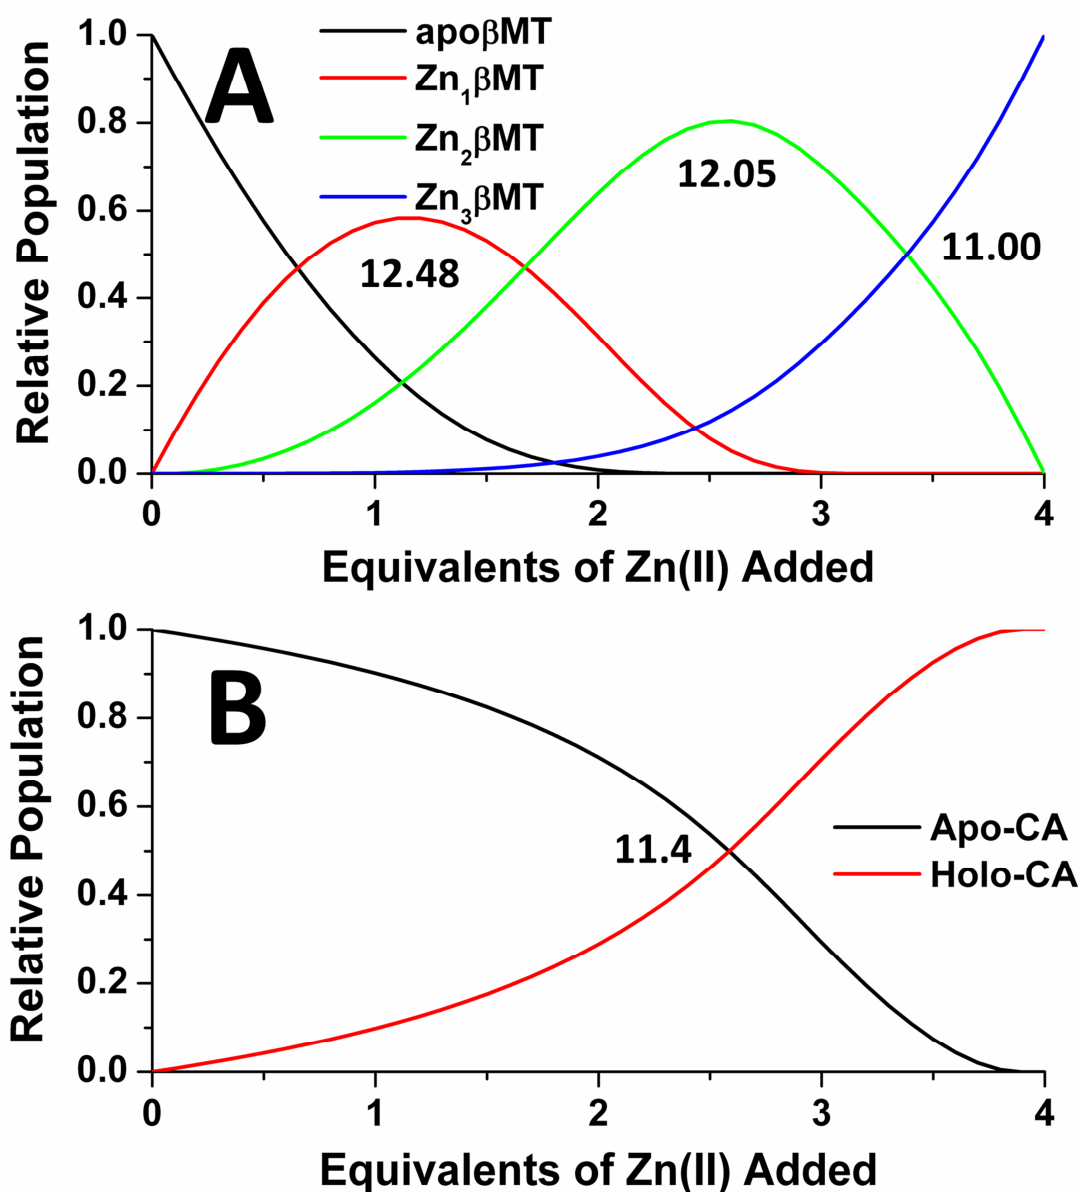 A
apoβMT
Zn₁βMT
Zn₂βMT
Zn₃βMT
12.48
12.05
11.00
1.0
0.8
0.6
0.4
0.2
0.0
Relative Population
0 1 2 3 4
Equivalents of Zn(II) Added
B
11.4
Apo-CA
Holo-CA
1.0
0.8
0.6
0.4
0.2
0.0
Relative Population
0 1 2 3 4
Equivalents of Zn(II) Added